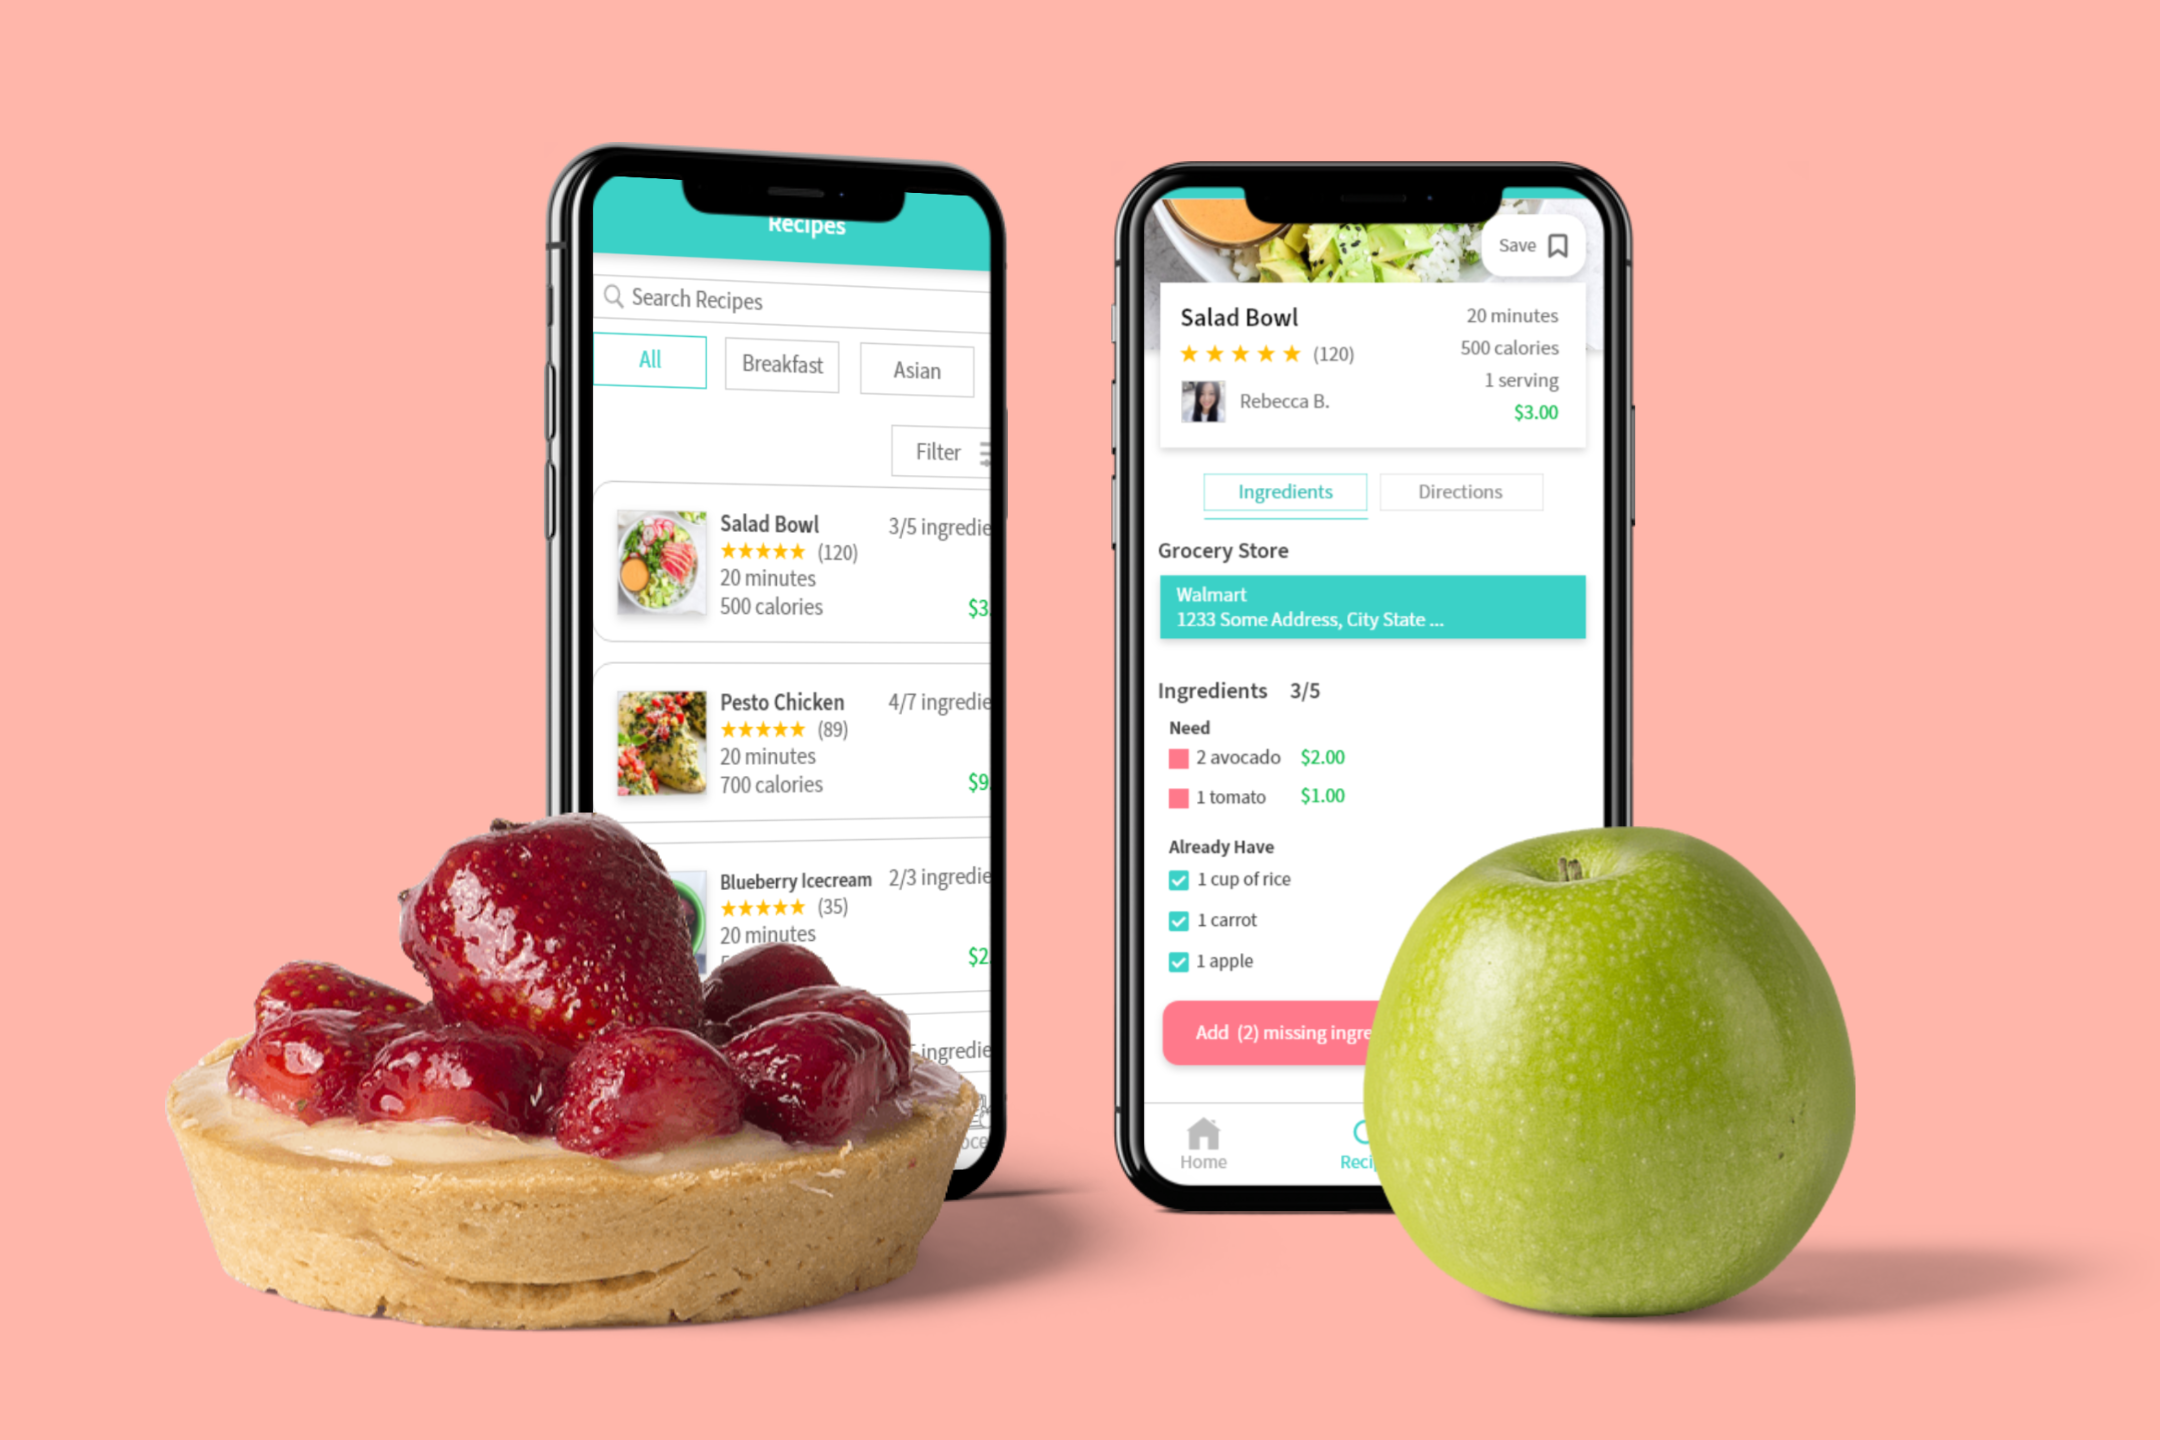 Recipes
Search Recipes
All
Breakfast
Asian
Filter
Salad Bowl
3/5 ingredie
(120)
20 minutes
500 calories
$3
Pesto Chicken
4/7 ingredie
(89)
20 minutes
700 calories
$9
Blueberry Icecream
2/3 ingredie
(35)
20 minutes
$2
ingredie
Save
Salad Bowl
20 minutes
(120)
500 calories
1 serving
Rebecca B.
$3.00
Ingredients
Directions
Grocery Store
Walmart
1233 Some Address, City State ...
Ingredients 3/5
Need
2 avocado $2.00
1 tomato $1.00
Already Have
1 cup of rice
1 carrot
1 apple
Add (2) missing ingre
Home
Reci